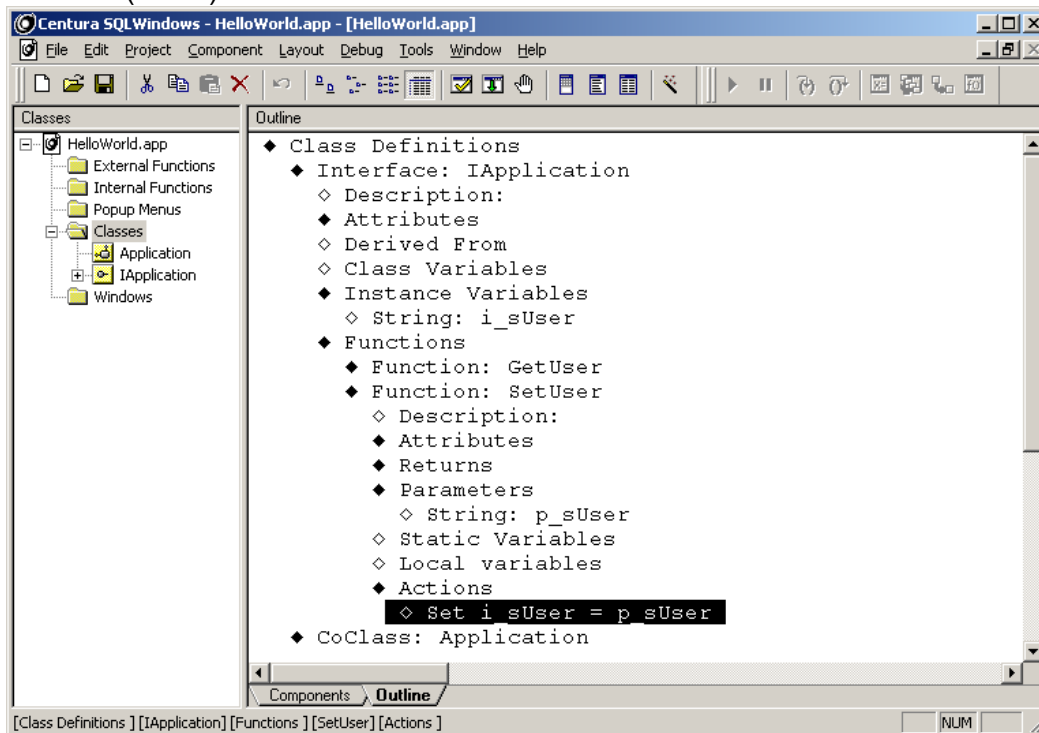 Centura SQLWindows - HelloWorld.app - [HelloWorld.app]
File Edit Project Component Layout Debug Tools Window Help
Classes
HelloWorld.app
External Functions
Internal Functions
Popup Menus
Classes
Application
IApplication
Windows
Outline
Class Definitions
Interface: IApplication
Description:
Attributes
Derived From
Class Variables
Instance Variables
String: i_sUser
Functions
Function: GetUser
Function: SetUser
Description:
Attributes
Returns
Parameters
String: p_sUser
Static Variables
Local variables
Actions
Set i_sUser = p_sUser
CoClass: Application
Components Outline
[Class Definitions ] [IApplication] [Functions ] [SetUser] [Actions ]
NUM